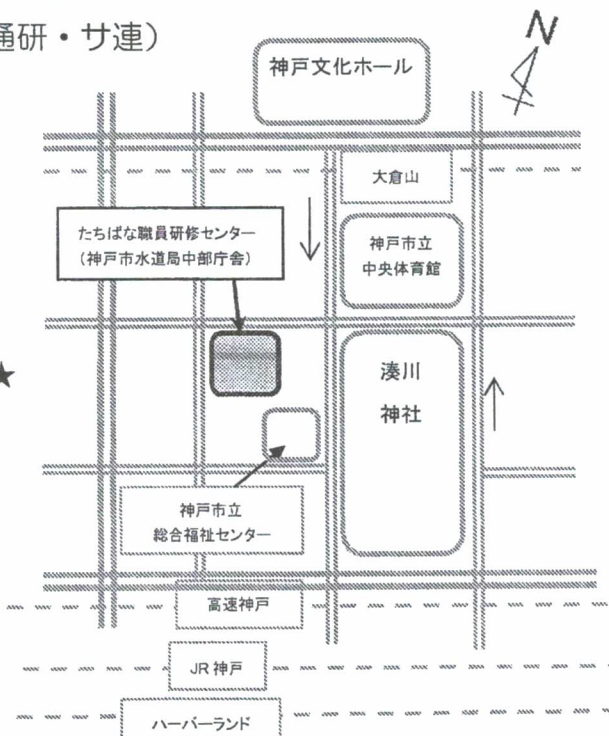 通研・サ連）
N
神戸文化ホール
大倉山
たちばな職員研修センター
（神戸市水道局中部庁舎）
神戸市立
中央体育館
★
湊川
神社
神戸市立
総合福祉センター
高速神戸
JR 神戸
ハーバーランド